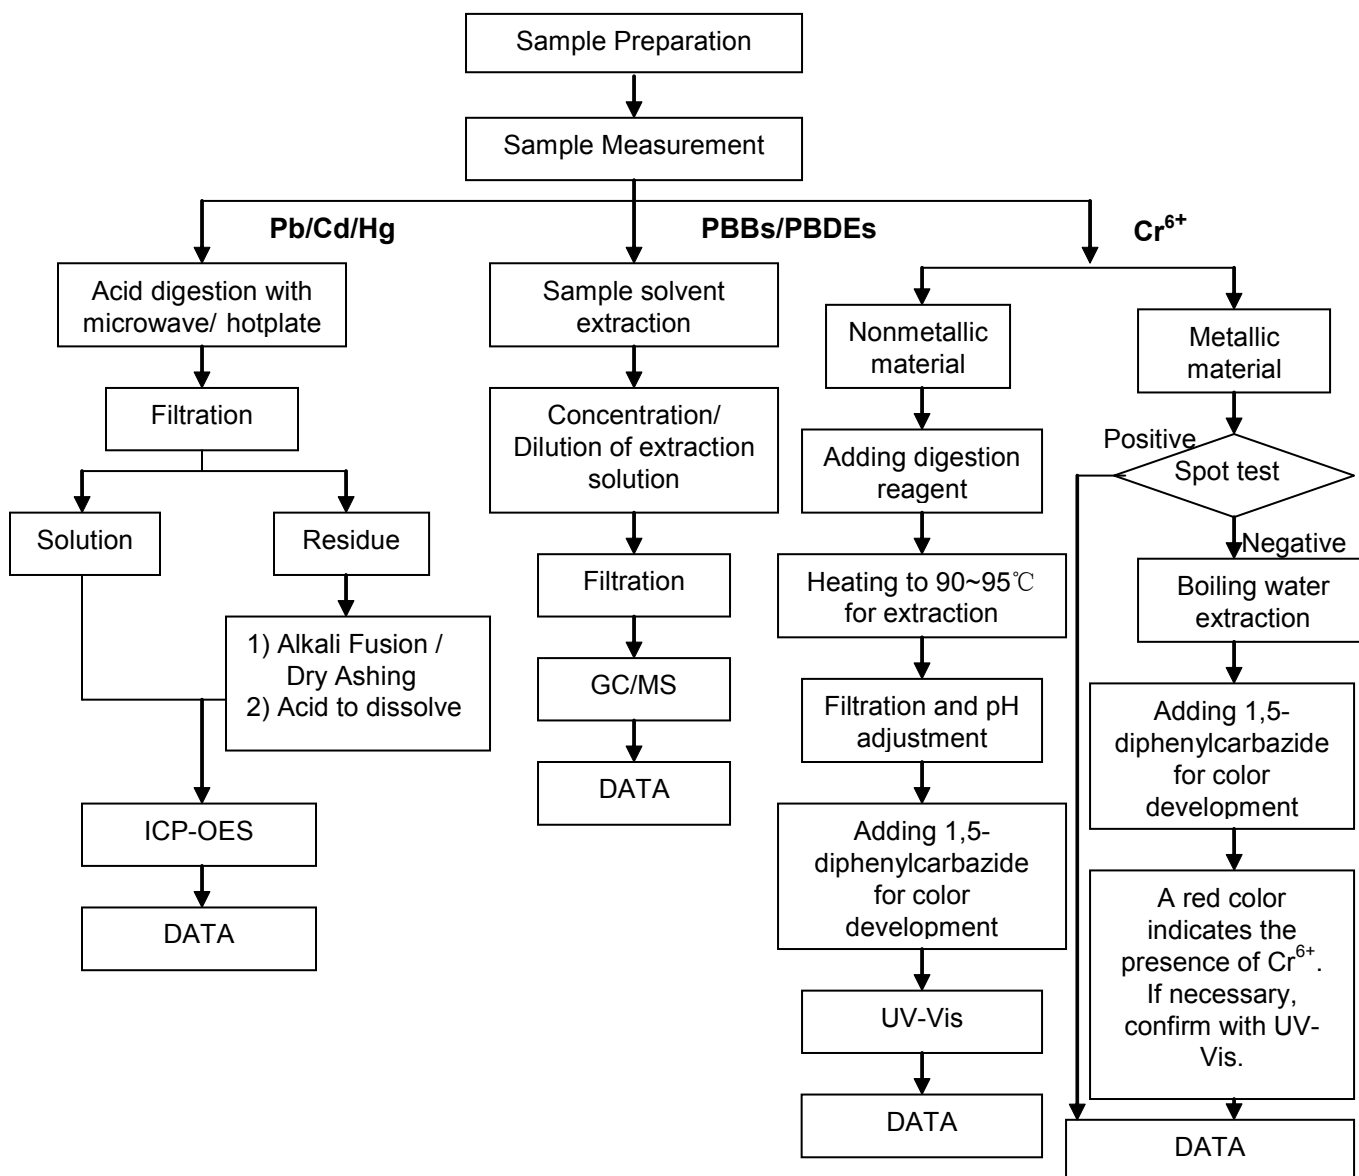 Sample Preparation
Sample Measurement
Pb/Cd/Hg
PBBs/PBDEs
Cr⁶⁺
Acid digestion with
microwave/ hotplate
Filtration
Solution
Residue
1) Alkali Fusion /
Dry Ashing
2) Acid to dissolve
ICP-OES
DATA
Sample solvent
extraction
Concentration/
Dilution of extraction
solution
Filtration
GC/MS
DATA
Nonmetallic
material
Adding digestion
reagent
Heating to 90~95℃
for extraction
Filtration and pH
adjustment
Adding 1,5-
diphenylcarbazide
for color
development
UV-Vis
DATA
Metallic
material
Positive
Spot test
Negative
Boiling water
extraction
Adding 1,5-
diphenylcarbazide
for color
development
A red color
indicates the
presence of Cr⁶⁺.
If necessary,
confirm with UV-
Vis.
DATA